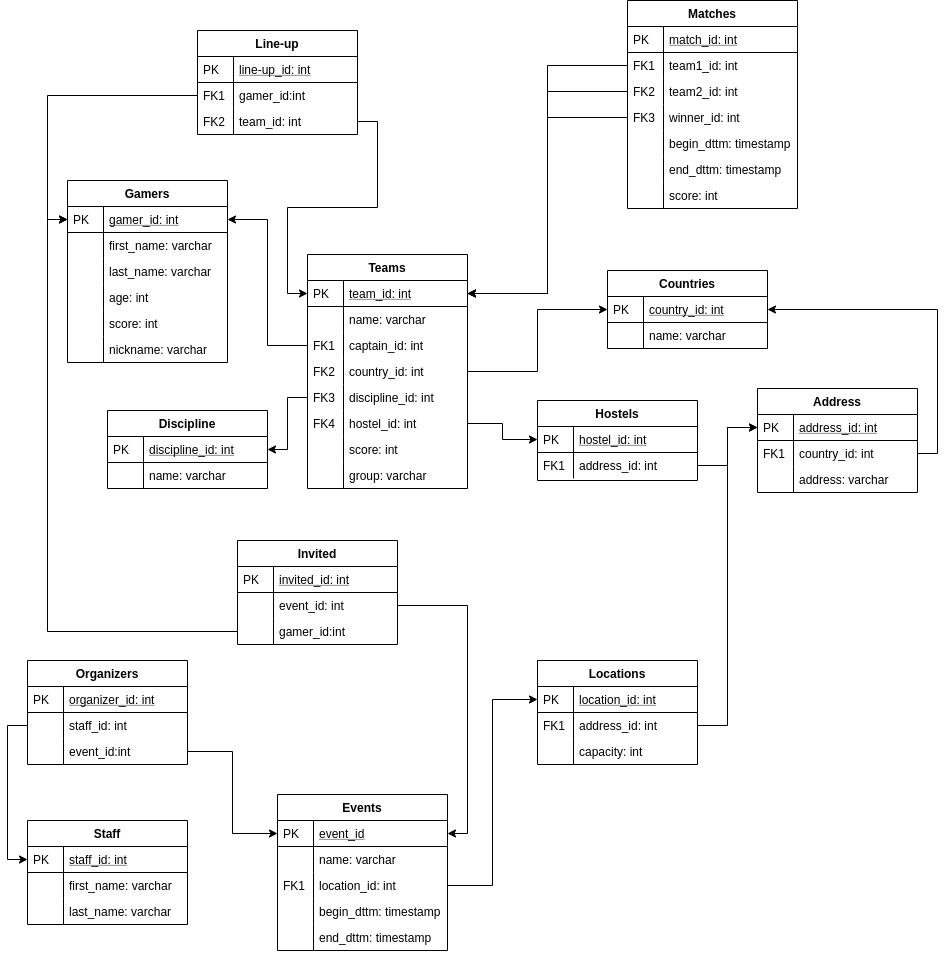 Matches
PK match_id: int
FK1 team1_id: int
FK2 team2_id: int
FK3 winner_id: int
begin_dttm: timestamp
end_dttm: timestamp
score: int
Line-up
PK line-up_id: int
FK1 gamer_id:int
FK2 team_id: int
Gamers
PK gamer_id: int
first_name: varchar
last_name: varchar
age: int
score: int
nickname: varchar
Teams
PK team_id: int
name: varchar
FK1 captain_id: int
FK2 country_id: int
FK3 discipline_id: int
FK4 hostel_id: int
score: int
group: varchar
Countries
PK country_id: int
name: varchar
Discipline
PK discipline_id: int
name: varchar
Hostels
PK hostel_id: int
FK1 address_id: int
Address
PK address_id: int
FK1 country_id: int
address: varchar
Invited
PK invited_id: int
event_id: int
gamer_id:int
Organizers
PK organizer_id: int
staff_id: int
event_id:int
Locations
PK location_id: int
FK1 address_id: int
capacity: int
Staff
PK staff_id: int
first_name: varchar
last_name: varchar
Events
PK event_id
name: varchar
FK1 location_id: int
begin_dttm: timestamp
end_dttm: timestamp